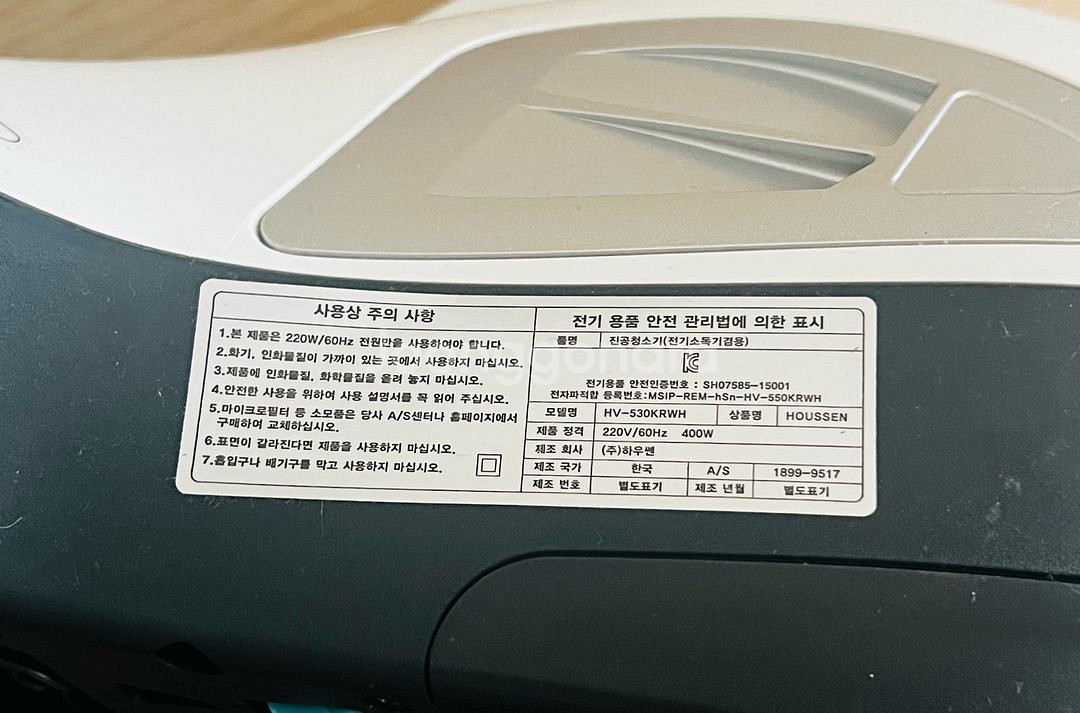 사용상 주의 사항
1.본 제품은 220W/60Hz 전원만을 사용하여야 합니다.
2.화기, 인화물질이 가까이 있는 곳에서 사용하지 마십시오.
3.제품에 인화물질, 화학물질을 올려 놓지 마십시오.
4.안전한 사용을 위하여 사용 설명서를 꼭 읽어 주십시오.
5.마이크로필터 등 소모품은 당사 A/S센터나 홈페이지에서
구매하여 교체하십시오.
6.표면이 갈라진다면 제품을 사용하지 마십시오.
7.흡입구나 배기구를 막고 사용하지 마십시오.
전기 용품 안전 관리법에 의한 표시
품명 진공청소기(전기소독기겸용)
전기용품 안전인증번호 : SH07585-15001
전자파적합 등록번호:MSIP-REM-hSn-HV-550KRWH
모델명 HV-530KRWH 상품명 HOUSSEN
제품 정격 220V/60Hz 400W
제조 회사 (주)하우쎈
제조 국가 한국 A/S 1899-9517
제조 번호 별도표기 제조 년월 별도표기